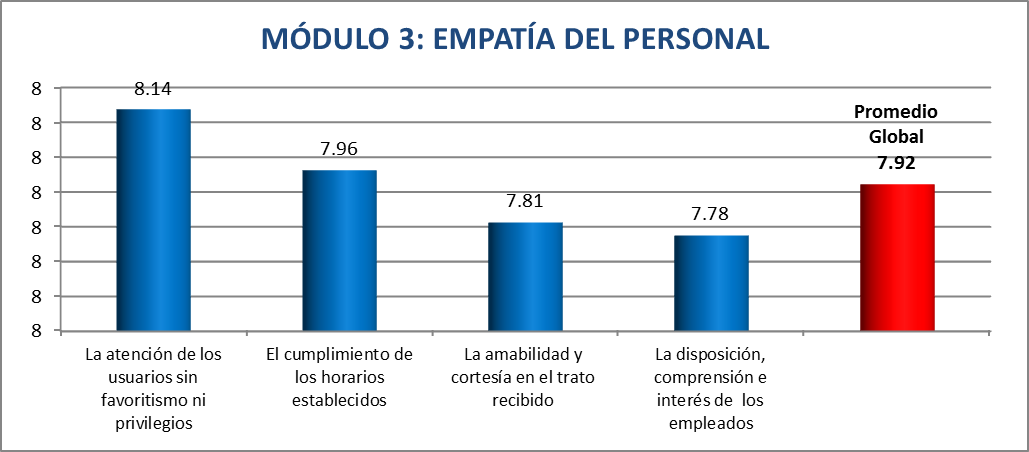 MÓDULO 3: EMPATÍA DEL PERSONAL
8
8
8
8
8
8
8
8
8.14
7.96
7.81
7.78
Promedio
Global
7.92
La atención de los
usuarios sin
favoritismo ni
privilegios
El cumplimiento de
los horarios
establecidos
La amabilidad y
cortesía en el trato
recibido
La disposición,
comprensión e
interés de los
empleados